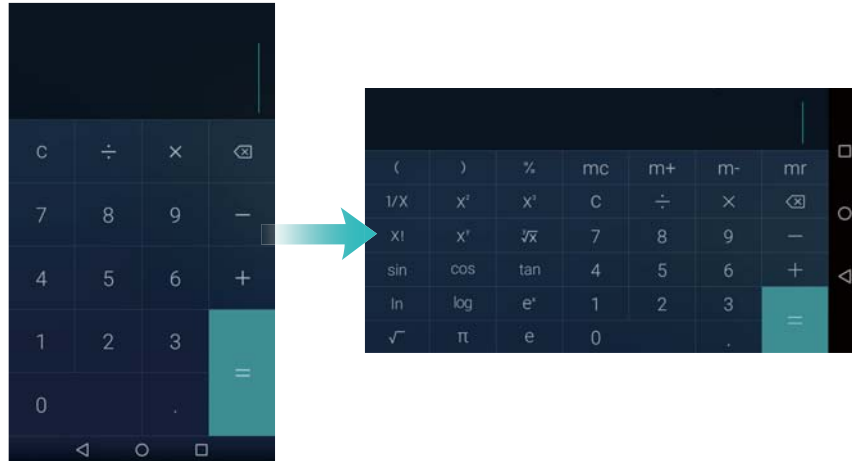 C ÷ ×
7 8 9 −
4 5 6 +
1 2 3
=
0 .
( ) % mc m+ m- mr
1/X X² X³ C ÷ ×
X! Xʸ ʸ√X 7 8 9 −
sin cos tan 4 5 6 +
ln log eˣ 1 2 3
=
√ π e 0 .